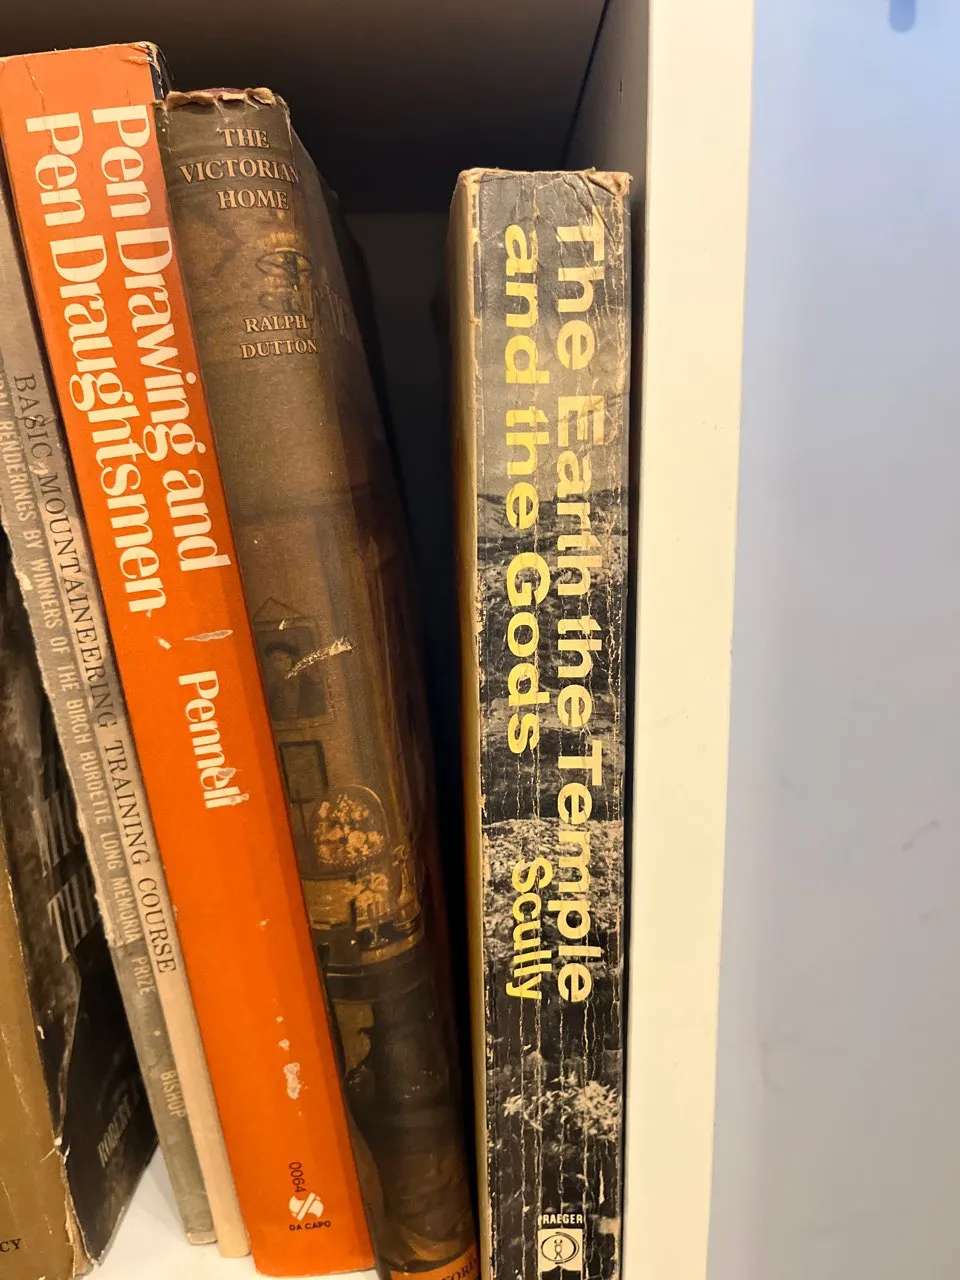 RENDERINGS BY WINNERS OF THE BIRCH BURDETTE LONG MEMORIAL PRIZE
BISHOP
BASIC MOUNTAINEERING TRAINING COURSE
Pen Drawing and
Pen Draughtsmen
Pennell
0064
DA CAPO
THE
VICTORIAN
HOME
RALPH
DUTTON
The Earth the Temple
and the Gods
Scully
PRAEGER